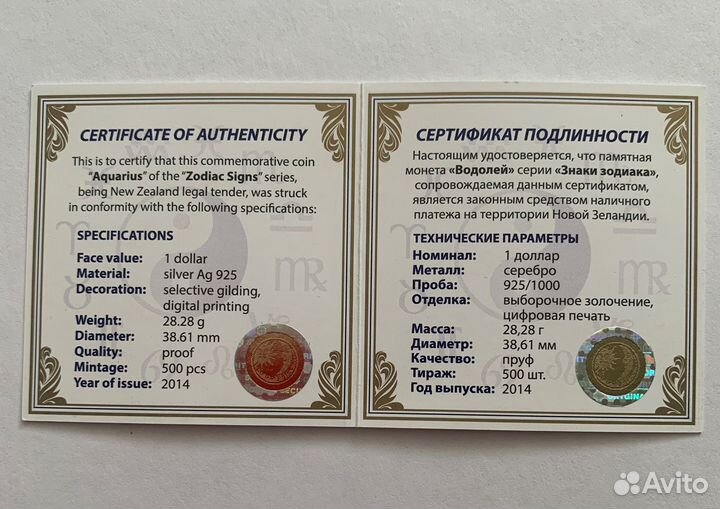 CERTIFICATE OF AUTHENTICITY
This is to certify that this commemorative coin
"Aquarius" of the "Zodiac Signs" series,
being New Zealand legal tender, was struck
in conformity with the following specifications:
SPECIFICATIONS
Face value: 1 dollar
Material: silver Ag 925
Decoration: selective gilding,
digital printing
Weight: 28.28 g
Diameter: 38.61 mm
Quality: proof
Mintage: 500 pcs
Year of issue: 2014
СЕРТИФИКАТ ПОДЛИННОСТИ
Настоящим удостоверяется, что памятная
монета «Водолей» серии «Знаки зодиака»,
сопровождаемая данным сертификатом,
является законным средством наличного
платежа на территории Новой Зеландии.
ТЕХНИЧЕСКИЕ ПАРАМЕТРЫ
Номинал: 1 доллар
Металл: серебро
Проба: 925/1000
Отделка: выборочное золочение,
цифровая печать
Масса: 28,28 г
Диаметр: 38,61 мм
Качество: пруф
Тираж: 500 шт.
Год выпуска: 2014
Avito